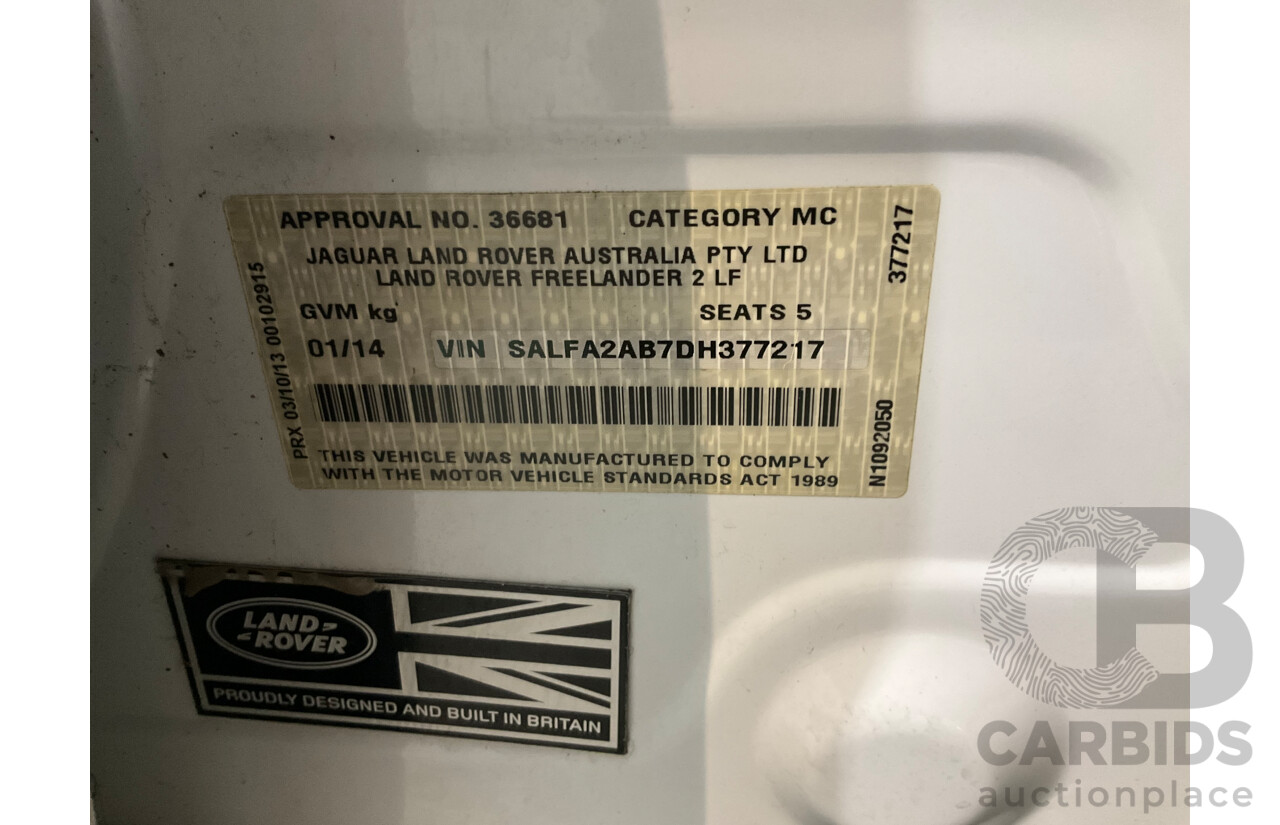 APPROVAL NO. 36681 CATEGORY MC
JAGUAR LAND ROVER AUSTRALIA PTY LTD
LAND ROVER FREELANDER 2 LF
GVM kg SEATS 5
01/14 VIN SALFA2AB7DH377217
THIS VEHICLE WAS MANUFACTURED TO COMPLY
WITH THE MOTOR VEHICLE STANDARDS ACT 1989
PRX 03/10/13 00102915
377217
N1092050
LAND
ROVER
PROUDLY DESIGNED AND BUILT IN BRITAIN
CB
CARBIDS
auctionplace